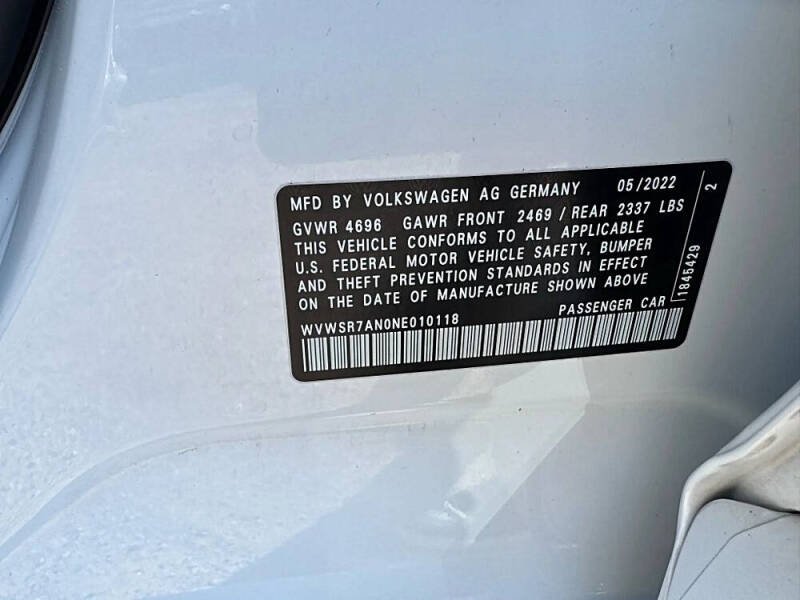 MFD BY VOLKSWAGEN AG GERMANY 05/2022
GVWR 4696 GAWR FRONT 2469 / REAR 2337 LBS
THIS VEHICLE CONFORMS TO ALL APPLICABLE
U.S. FEDERAL MOTOR VEHICLE SAFETY, BUMPER
AND THEFT PREVENTION STANDARDS IN EFFECT
ON THE DATE OF MANUFACTURE SHOWN ABOVE
WVWSR7AN0NE010118 PASSENGER CAR
1845429 2